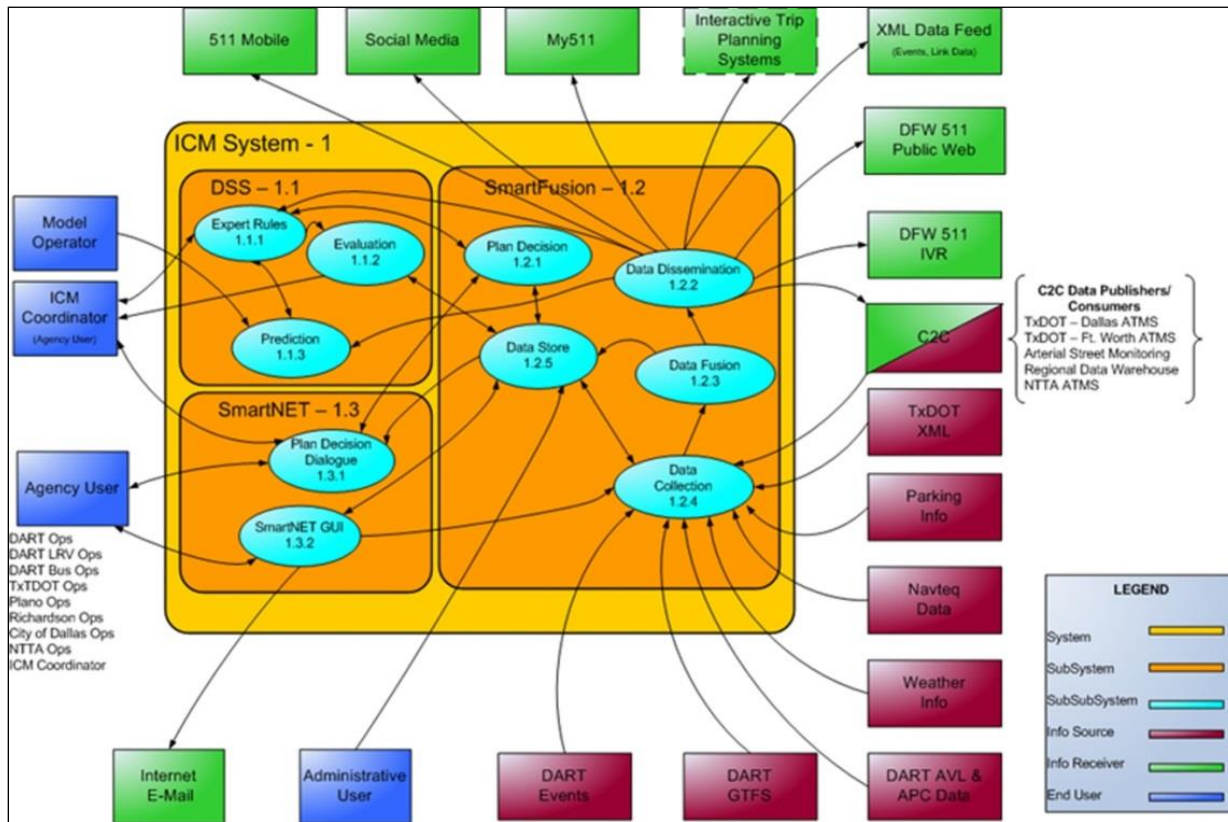 511 Mobile
Social Media
My511
Interactive Trip
Planning
Systems
XML Data Feed
(Events, Link Data)
DFW 511
Public Web
DFW 511
IVR
C2C
C2C Data Publishers/
Consumers
TxDOT – Dallas ATMS
TxDOT – Ft. Worth ATMS
Arterial Street Monitoring
Regional Data Warehouse
NTTA ATMS
TxDOT
XML
Parking
Info
Navteq
Data
Weather
Info
DART AVL &
APC Data
DART
GTFS
DART
Events
Administrative
User
Internet
E-Mail
Model
Operator
ICM
Coordinator
(Agency User)
Agency User
DART Ops
DART LRV Ops
DART Bus Ops
TxTDOT Ops
Plano Ops
Richardson Ops
City of Dallas Ops
NTTA Ops
ICM Coordinator
ICM System - 1
DSS – 1.1
Expert Rules
1.1.1
Evaluation
1.1.2
Prediction
1.1.3
SmartFusion – 1.2
Plan Decision
1.2.1
Data Dissemination
1.2.2
Data Store
1.2.5
Data Fusion
1.2.3
Data
Collection
1.2.4
SmartNET – 1.3
Plan Decision
Dialogue
1.3.1
SmartNET GUI
1.3.2
LEGEND
System
SubSystem
SubSubSystem
Info Source
Info Receiver
End User